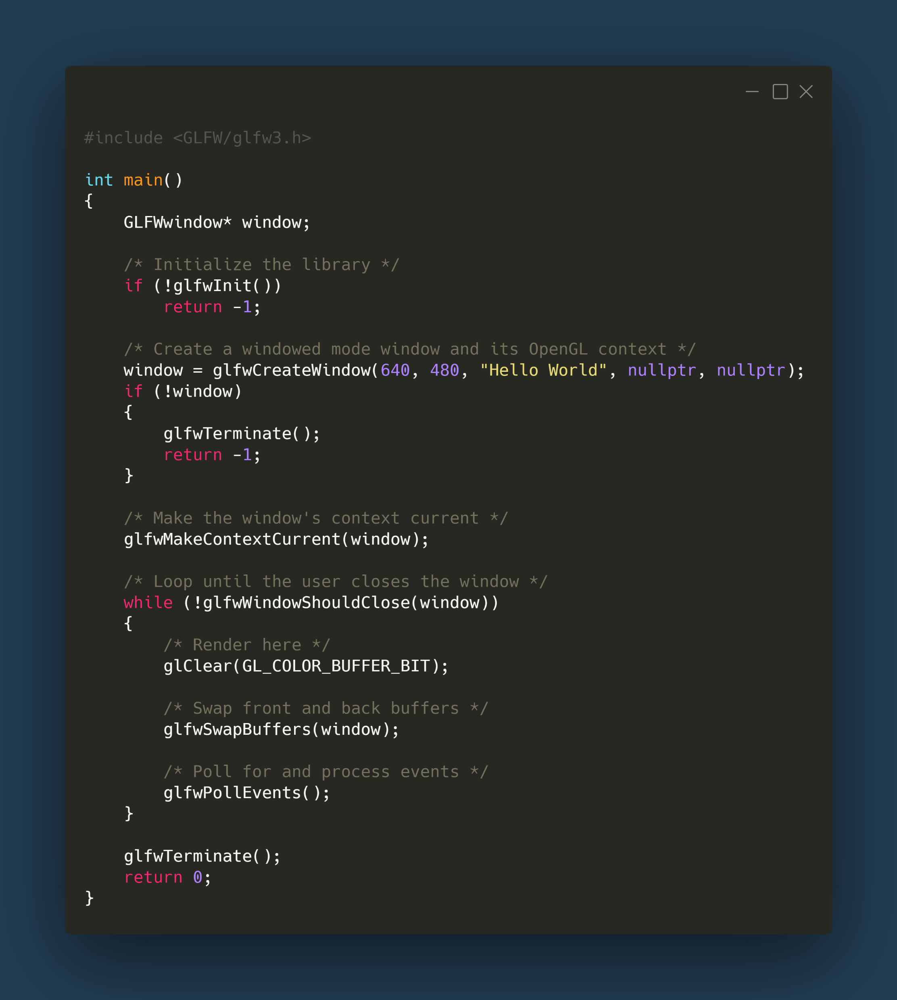 #include <GLFW/glfw3.h>

int main()
{
    GLFWwindow* window;

    /* Initialize the library */
    if (!glfwInit())
        return -1;

    /* Create a windowed mode window and its OpenGL context */
    window = glfwCreateWindow(640, 480, "Hello World", nullptr, nullptr);
    if (!window)
    {
        glfwTerminate();
        return -1;
    }

    /* Make the window's context current */
    glfwMakeContextCurrent(window);

    /* Loop until the user closes the window */
    while (!glfwWindowShouldClose(window))
    {
        /* Render here */
        glClear(GL_COLOR_BUFFER_BIT);

        /* Swap front and back buffers */
        glfwSwapBuffers(window);

        /* Poll for and process events */
        glfwPollEvents();
    }

    glfwTerminate();
    return 0;
}